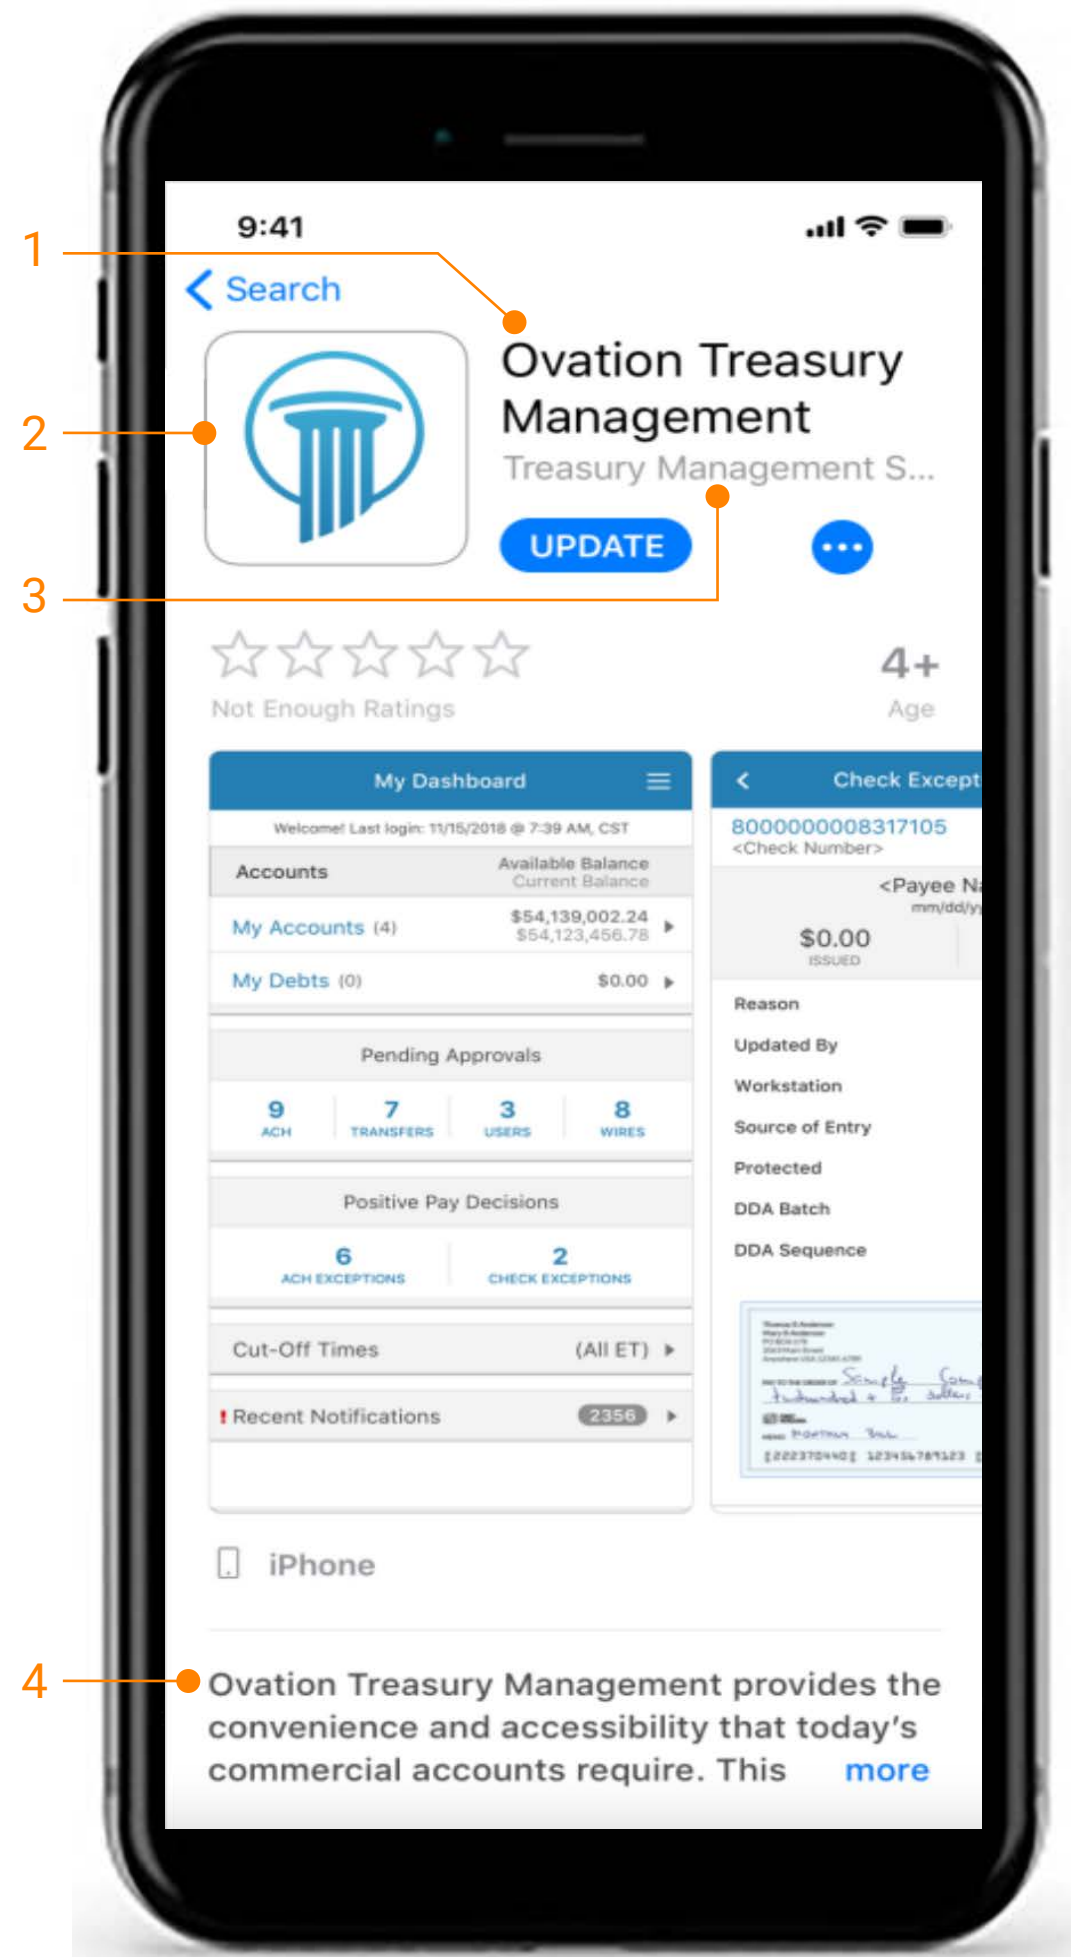 9:41
1
Search
Ovation Treasury
Management
2
Treasury Management S...
UPDATE
3
4+
Not Enough Ratings
Age
My Dashboard
Welcome! Last login: 11/15/2018 @ 7:39 AM, CST
Accounts
Available Balance
Current Balance
My Accounts (4)
$54,139,002.24
$54,123,456.78
My Debts (0)
$0.00
Pending Approvals
9
7
3
8
ACH
TRANSFERS
USERS
WIRES
Positive Pay Decisions
6
2
ACH EXCEPTIONS
CHECK EXCEPTIONS
Cut-Off Times
(All ET)
! Recent Notifications
2356
Check Except
8000000008317105
<Check Number>
<Payee Na
mm/dd/yy
$0.00
ISSUED
Reason
Updated By
Workstation
Source of Entry
Protected
DDA Batch
DDA Sequence
Sample
iPhone
4
Ovation Treasury Management provides the
convenience and accessibility that today's
commercial accounts require. This more